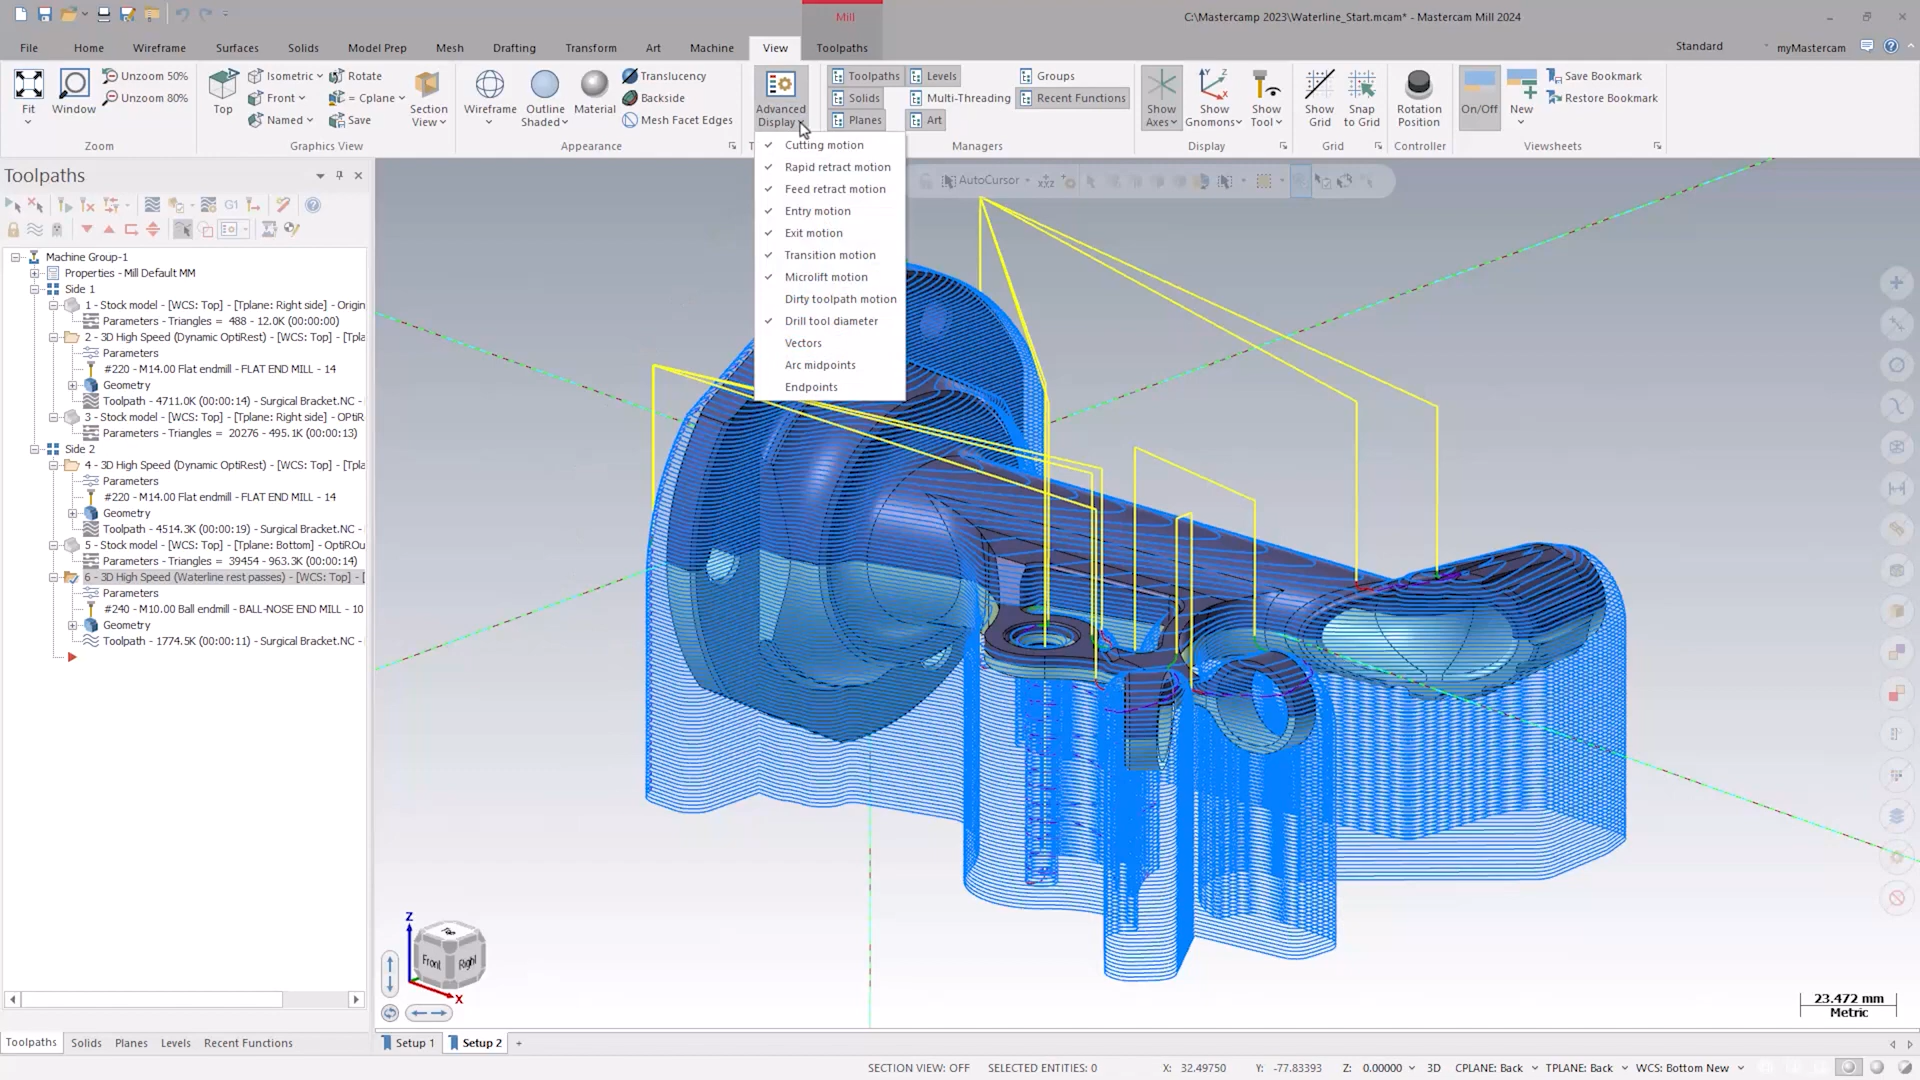 Mill
C:\Mastercamp 2023\Waterline_Start.mcam* - Mastercam Mill 2024
File Home Wireframe Surfaces Solids Model Prep Mesh Drafting Transform Art Machine View Toolpaths
Standard myMastercam
Fit
Window
Unzoom 50%
Unzoom 80%
Zoom
Top
Isometric
Front
Named
Rotate
= Cplane
Save
Section
View
Graphics View
Wireframe
Outline
Shaded
Material
Translucency
Backside
Mesh Facet Edges
Appearance
Advanced
Display
Toolpaths
Solids
Planes
Levels
Multi-Threading
Art
Groups
Recent Functions
Managers
Show
Axes
Show
Gnomons
Show
Tool
Display
Show
Grid
Snap
to Grid
Grid
Rotation
Position
Controller
On/Off
New
Save Bookmark
Restore Bookmark
Viewsheets
Cutting motion
Rapid retract motion
Feed retract motion
Entry motion
Exit motion
Transition motion
Microlift motion
Dirty toolpath motion
Drill tool diameter
Vectors
Arc midpoints
Endpoints
AutoCursor
Toolpaths
G1
Machine Group-1
Properties - Mill Default MM
Side 1
1 - Stock model - [WCS: Top] - [Tplane: Right side] - Origin
Parameters - Triangles = 488 - 12.0K (00:00:00)
2 - 3D High Speed (Dynamic OptiRest) - [WCS: Top] - [Tpla
Parameters
#220 - M14.00 Flat endmill - FLAT END MILL - 14
Geometry
Toolpath - 4711.0K (00:00:14) - Surgical Bracket.NC -
3 - Stock model - [WCS: Top] - [Tplane: Right side] - OPTiR
Parameters - Triangles = 20276 - 495.1K (00:00:13)
Side 2
4 - 3D High Speed (Dynamic OptiRest) - [WCS: Top] - [Tpla
Parameters
#220 - M14.00 Flat endmill - FLAT END MILL - 14
Geometry
Toolpath - 4514.3K (00:00:19) - Surgical Bracket.NC -
5 - Stock model - [WCS: Top] - [Tplane: Bottom] - OptiROu
Parameters - Triangles = 39454 - 963.3K (00:00:14)
6 - 3D High Speed (Waterline rest passes) - [WCS: Top] - [
Parameters
#240 - M10.00 Ball endmill - BALL-NOSE END MILL - 10
Geometry
Toolpath - 1774.5K (00:00:11) - Surgical Bracket.NC -
Z
Top
Front
Right
X
23.472 mm
Metric
Toolpaths Solids Planes Levels Recent Functions
Setup 1 Setup 2 +
SECTION VIEW: OFF SELECTED ENTITIES: 0 X: 32.49750 Y: -77.83393 Z: 0.00000 3D CPLANE: Back TPLANE: Back WCS: Bottom New